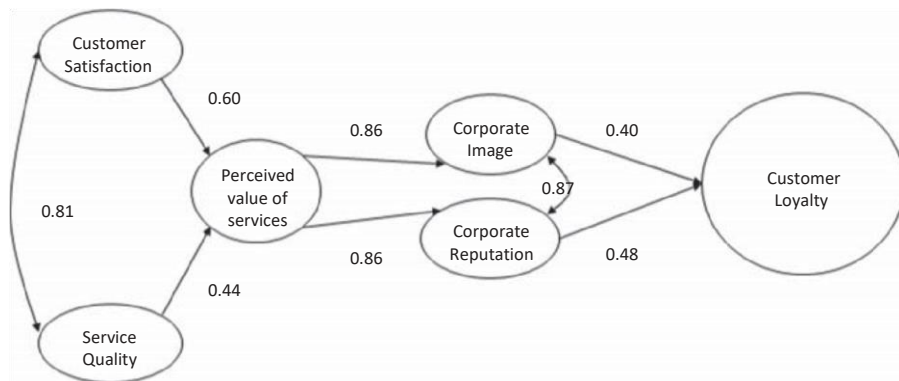 Customer
Satisfaction
0.60
0.86
Corporate
Image
0.40
Perceived
value of
services
0.87
Customer
Loyalty
0.81
Corporate
Reputation
0.86
0.48
0.44
Service
Quality